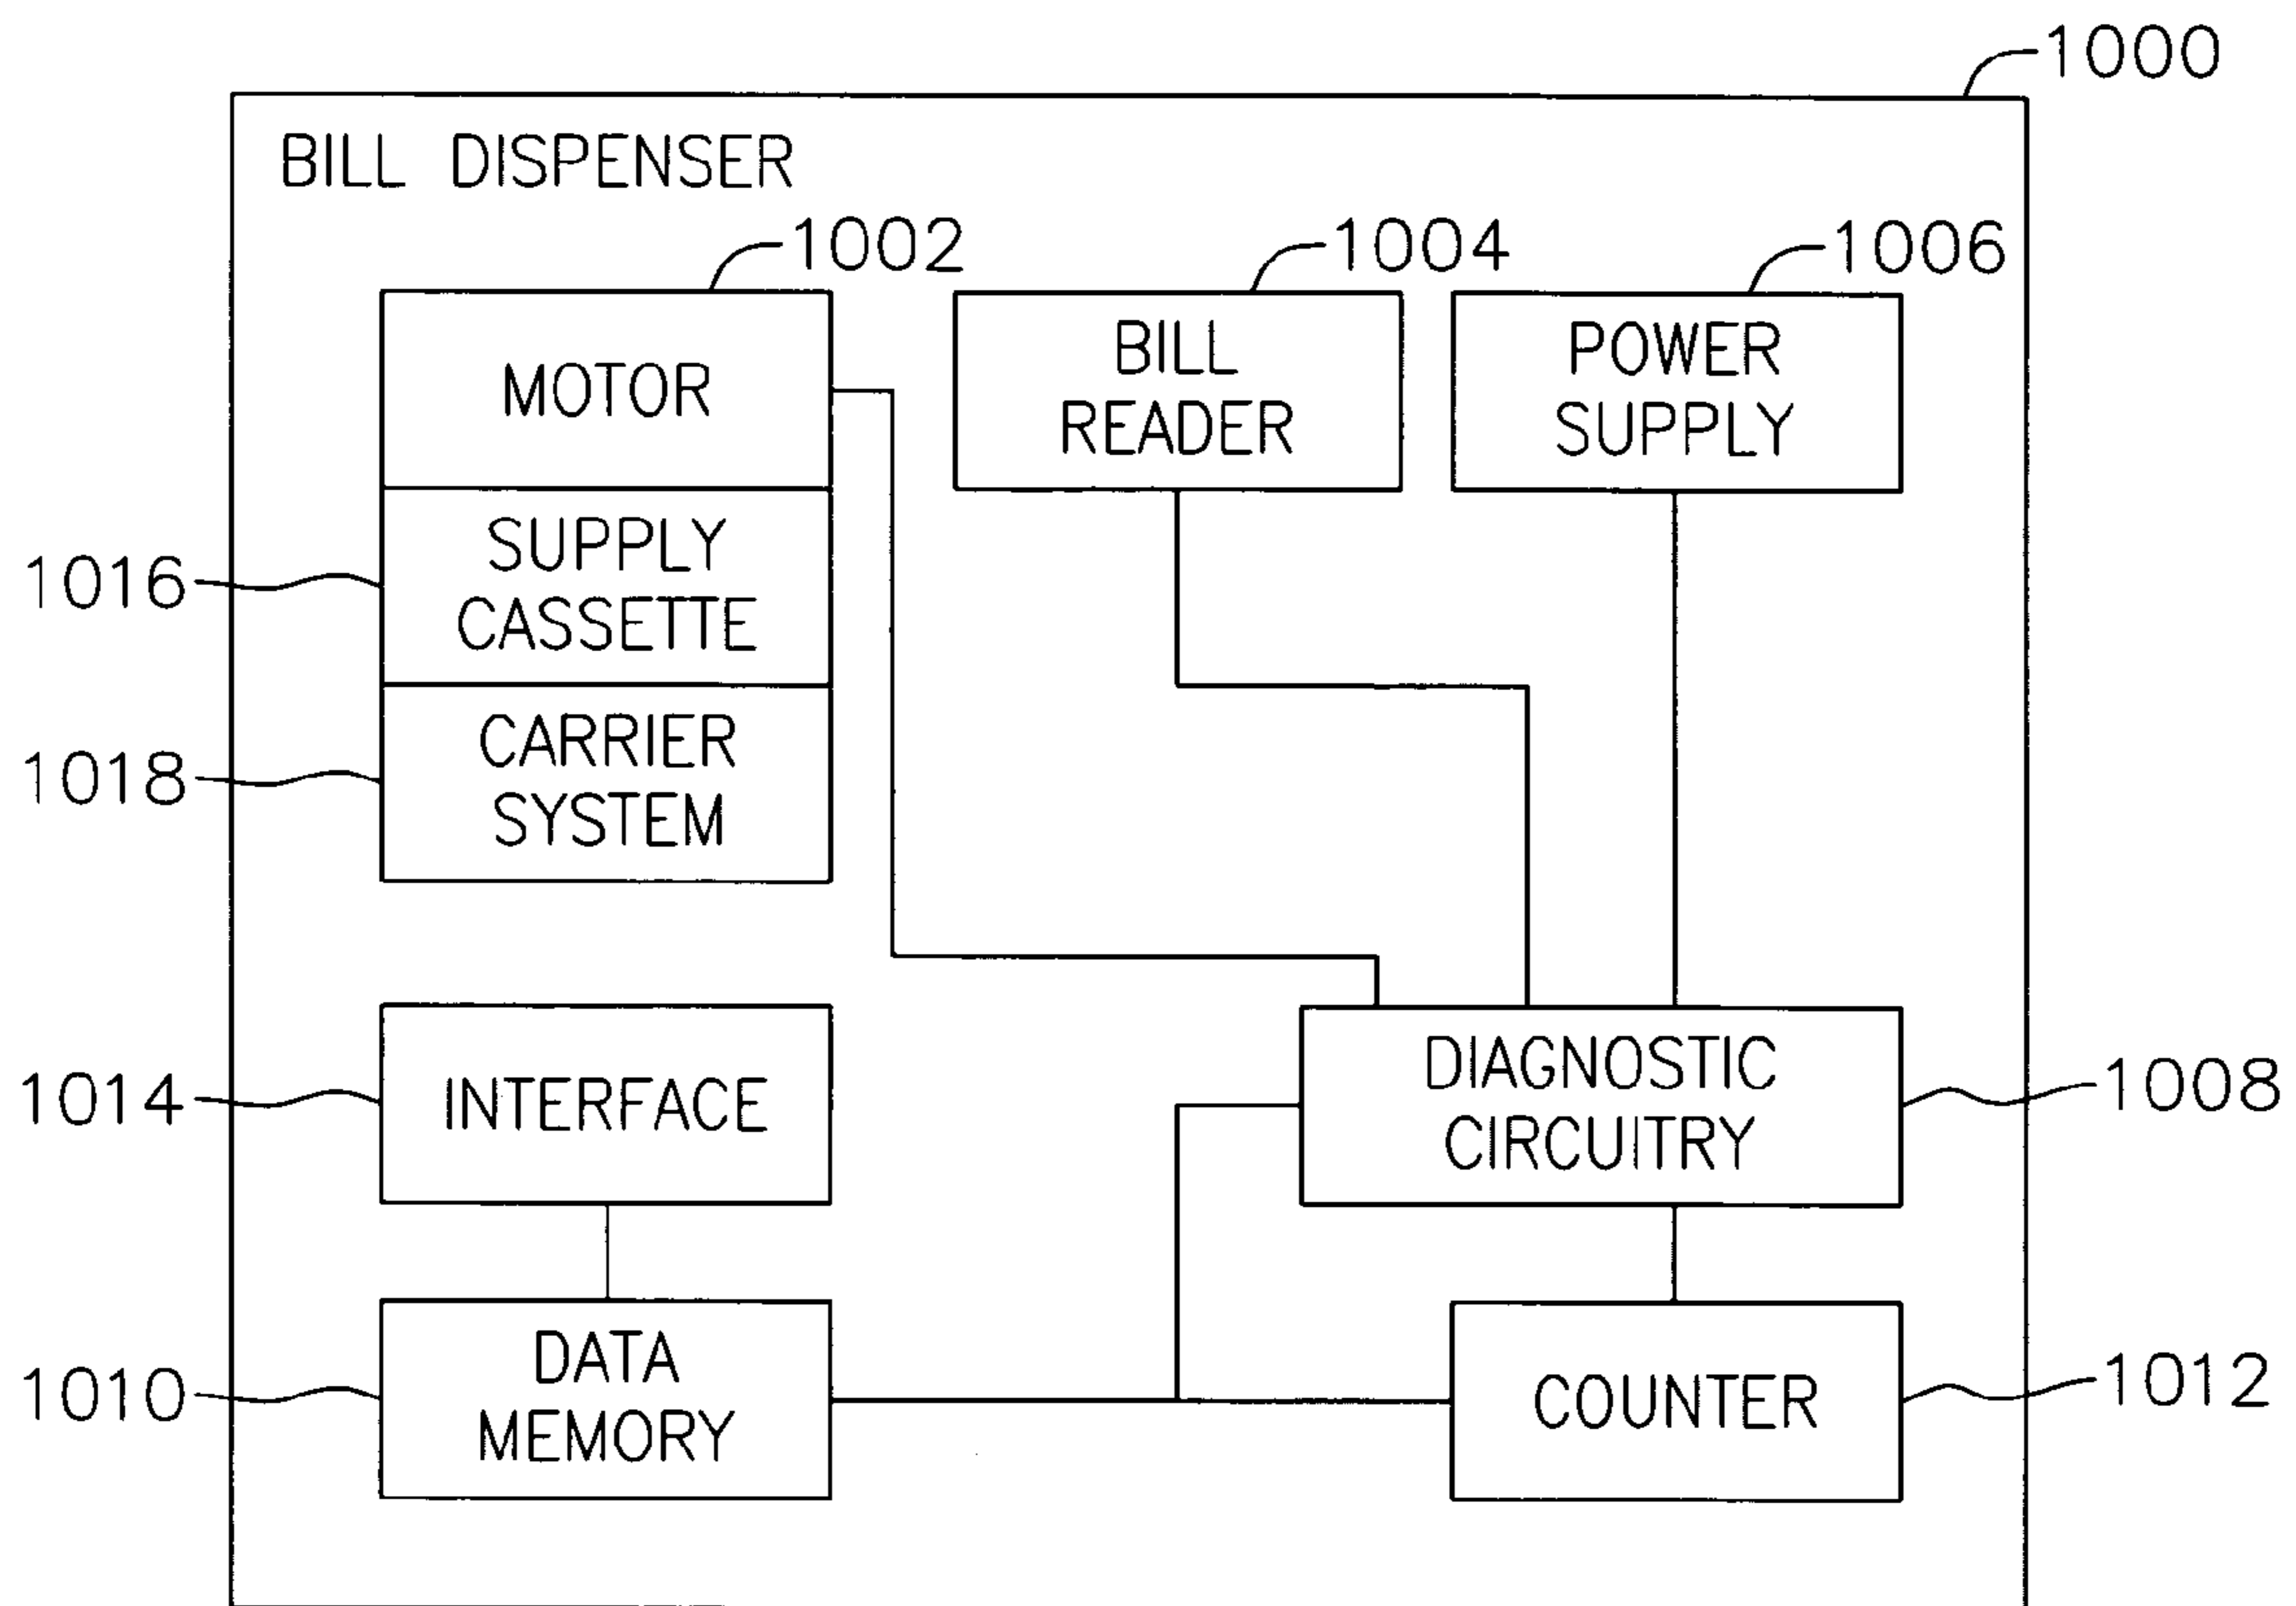 1000
BILL DISPENSER
1002
1004
1006
MOTOR
BILL
READER
POWER
SUPPLY
1016
SUPPLY
CASSETTE
1018
CARRIER
SYSTEM
1014
INTERFACE
DIAGNOSTIC
CIRCUITRY
1008
1010
DATA
MEMORY
COUNTER
1012